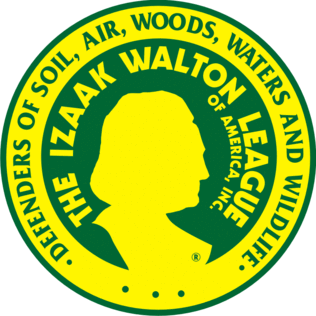 · DEFENDERS OF SOIL, AIR, WOODS, WATERS AND WILDLIFE ·
THE IZAAK WALTON LEAGUE
OF AMERICA, INC.
®